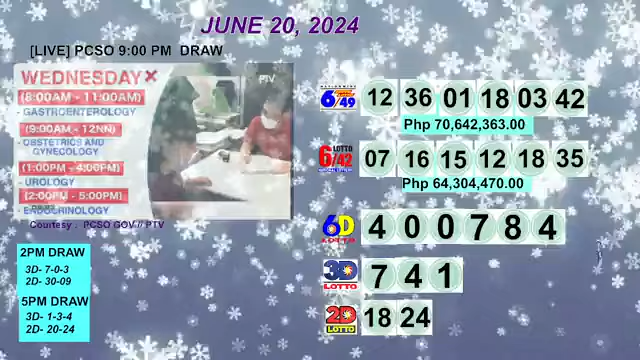 JUNE 20, 2024
[LIVE] PCSO 9:00 PM DRAW
WEDNESDAY
(8:00AM - 11:00AM)
- GASTROENTEROLOGY
(9:00AM - 12NN)
- OBSTETRICS AND
GYNECOLOGY
(1:00PM - 4:00PM)
- UROLOGY
(2:00PM - 5:00PM)
- ENDOCRINOLOGY
PTV
Courtesy : PCSO GOV // PTV
2PM DRAW
3D- 7-0-3
2D- 30-09
5PM DRAW
3D- 1-3-4
2D- 20-24
6/49 12 36 01 18 03 42
Php 70,642,363.00
LOTTO
6/42 07 16 15 12 18 35
Php 64,304,470.00
6D 4 0 0 7 8 4
LOTTO
3D 7 4 1
LOTTO
2D 18 24
LOTTO